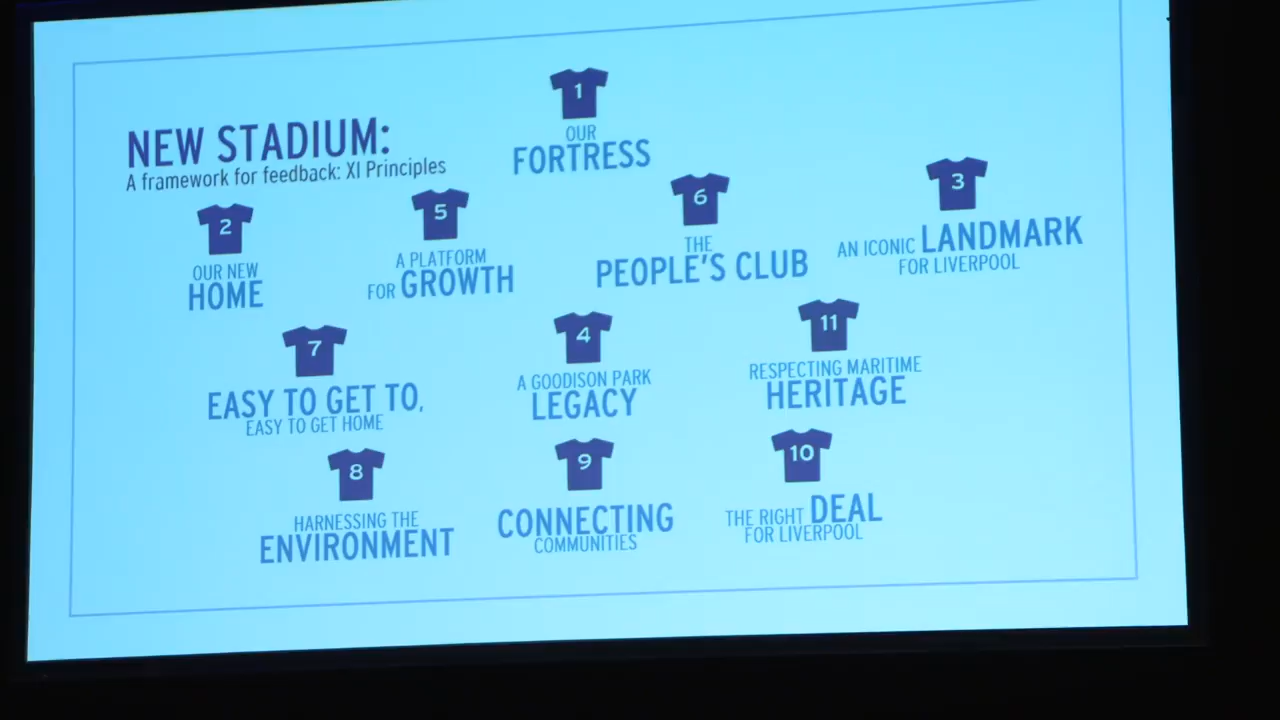 NEW STADIUM:
A framework for feedback: XI Principles
1
OUR
FORTRESS
2
OUR NEW
HOME
5
A PLATFORM
FOR GROWTH
6
THE
PEOPLE'S CLUB
3
AN ICONIC LANDMARK
FOR LIVERPOOL
7
EASY TO GET TO,
EASY TO GET HOME
4
A GOODISON PARK
LEGACY
11
RESPECTING MARITIME
HERITAGE
8
HARNESSING THE
ENVIRONMENT
9
CONNECTING
COMMUNITIES
10
THE RIGHT DEAL
FOR LIVERPOOL